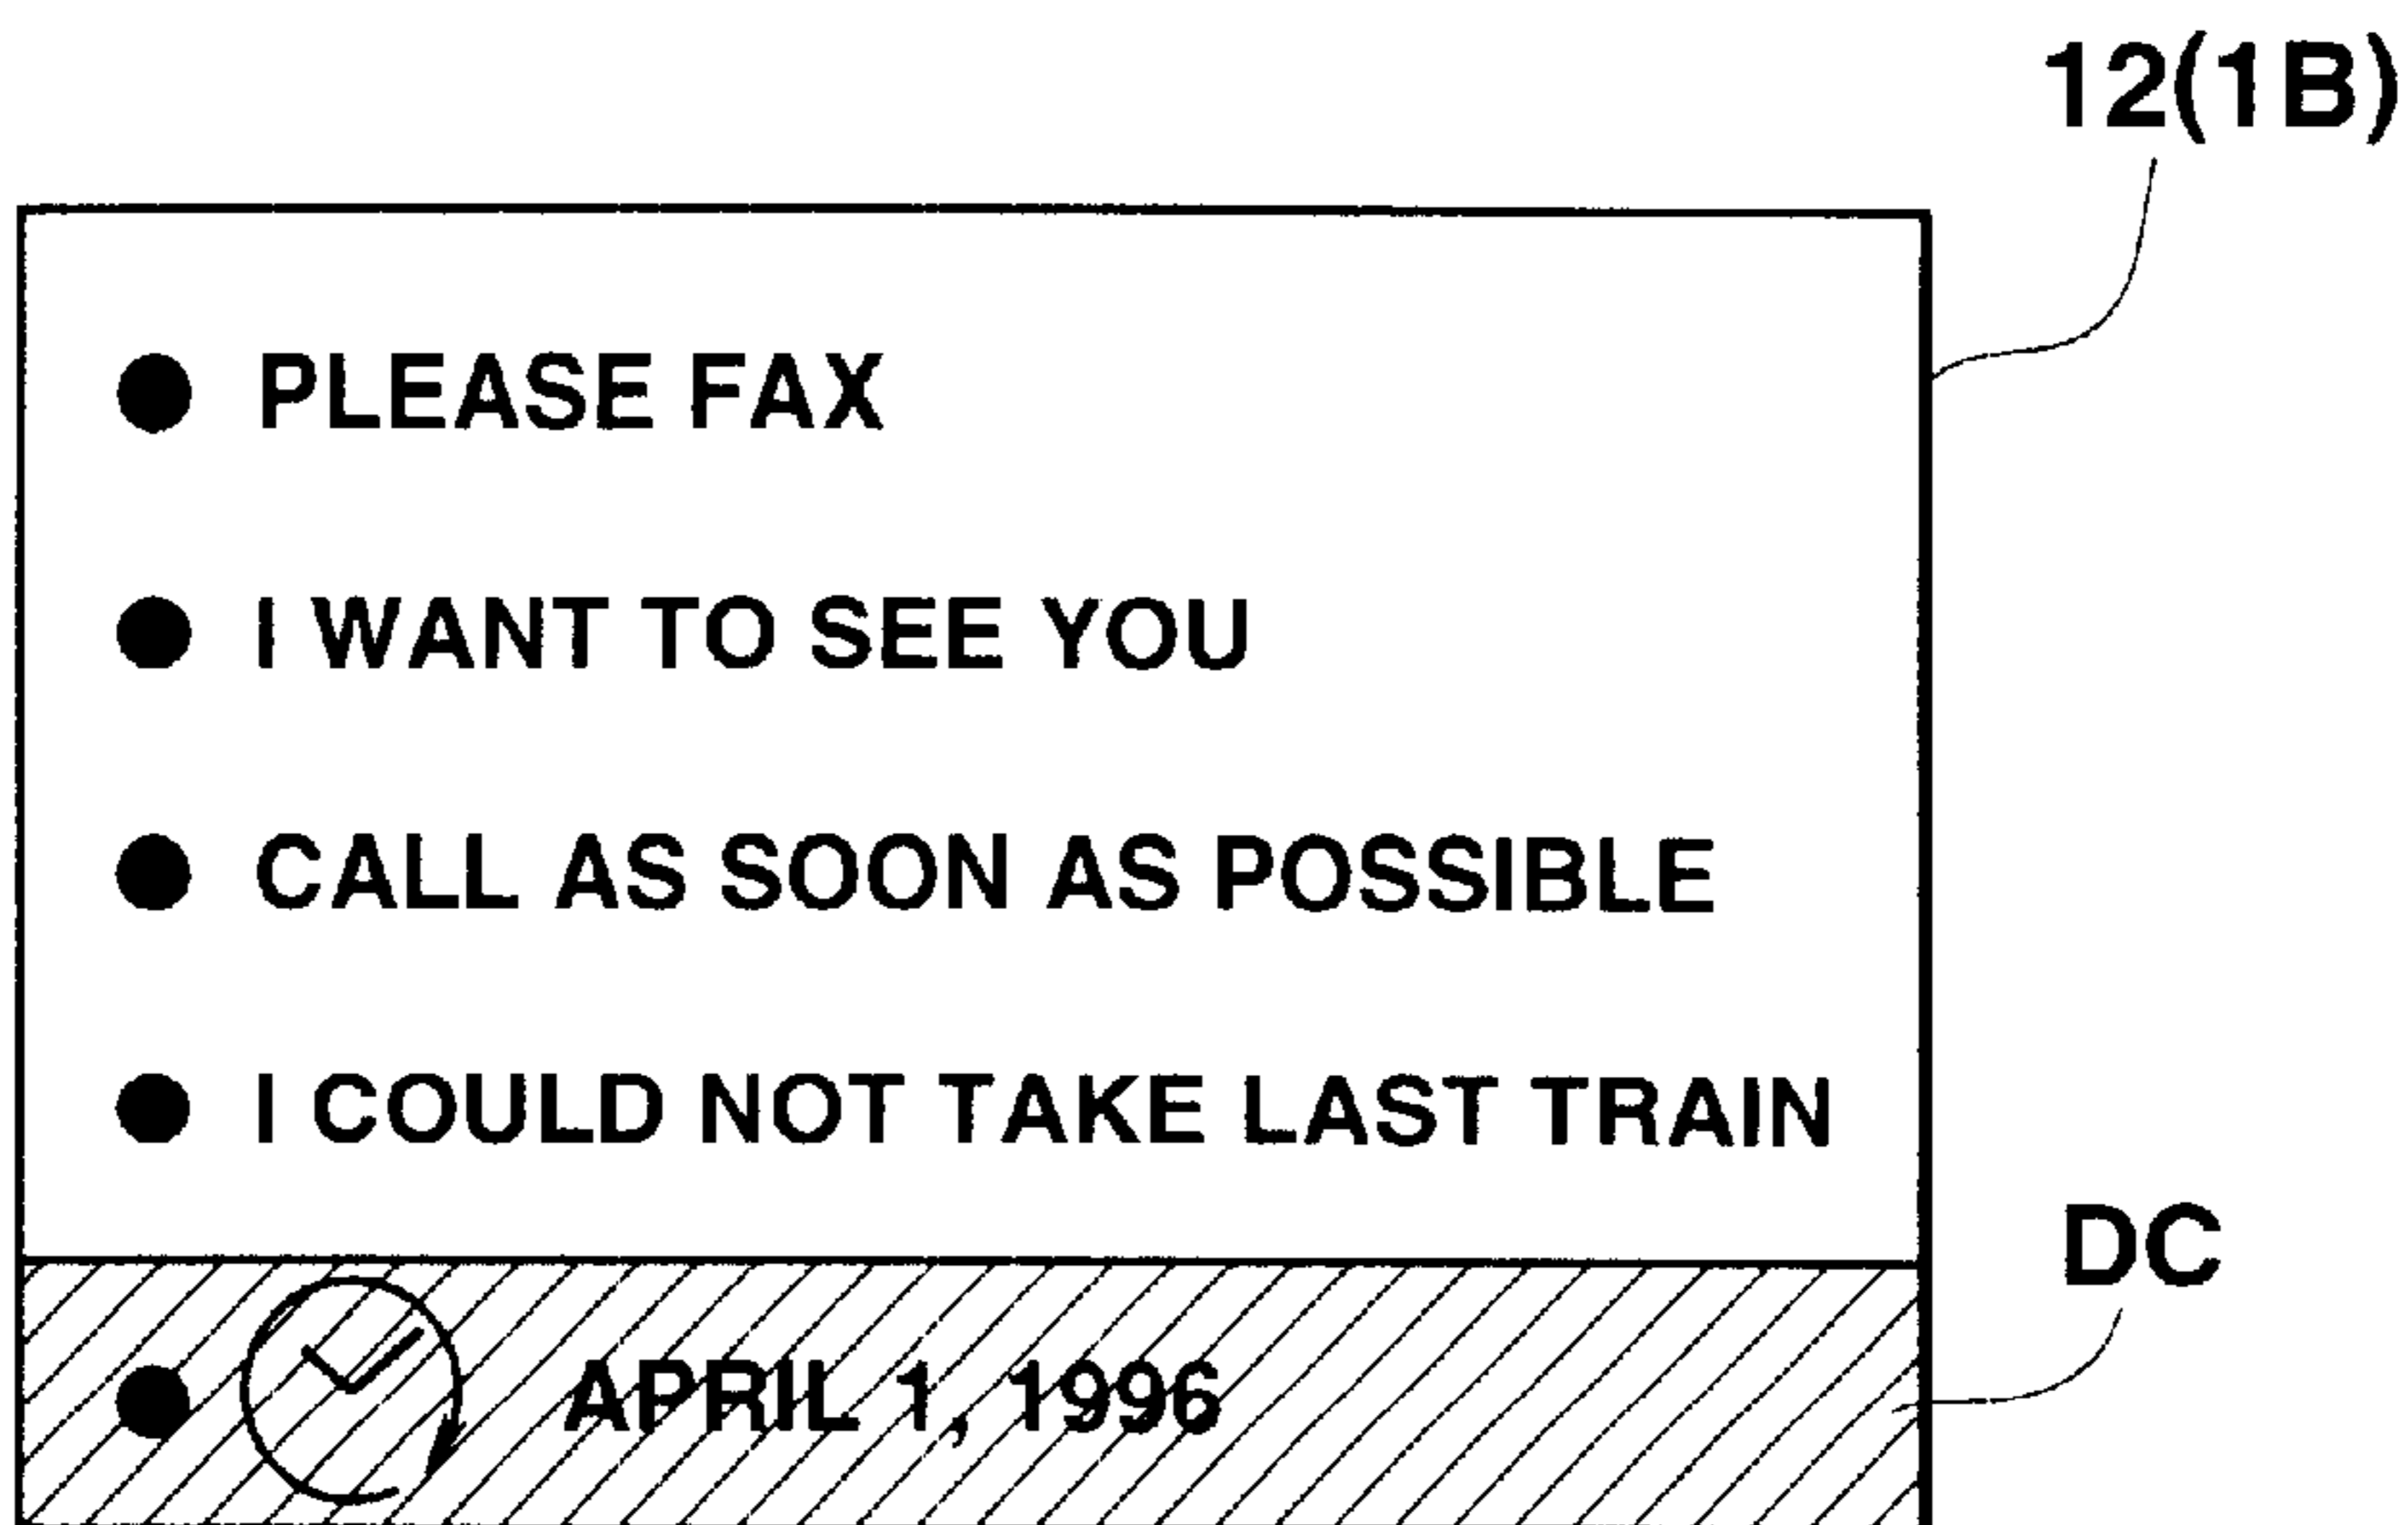 12(1B)
● PLEASE FAX
● I WANT TO SEE YOU
● CALL AS SOON AS POSSIBLE
● I COULD NOT TAKE LAST TRAIN
DC
● APRIL 1, 1996